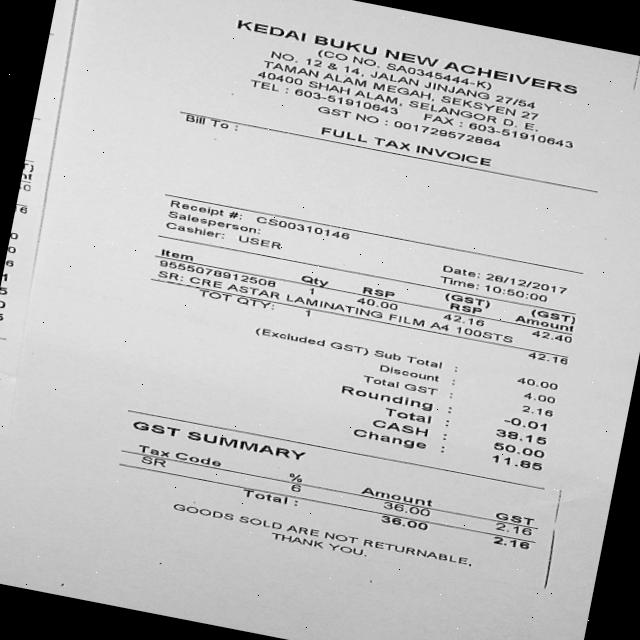 KEDAI BUKU NEW ACHEIVERS
(CO NO. SA0345444-K)
NO. 12 & 14, JALAN JINJANG 27/54
TAMAN ALAM MEGAH, SEKSYEN 27
40400 SHAH ALAM, SELANGOR D. E.
TEL : 603-51910643 FAX : 603-51910643
GST NO : 001729572864
FULL TAX INVOICE
Bill To :
Receipt #: CS00310146
Salesperson:
Cashier: USER
Date: 28/12/2017
Time: 10:50:00
Item Qty RSP (GST) RSP (GST) Amount
9555078912508 1 40.00 42.16 42.40
SR: CRE ASTAR LAMINATING FILM A4 100STS
TOT QTY: 1 42.16
(Excluded GST) Sub Total : 40.00
Discount : 4.00
Total GST : 2.16
Rounding : -0.01
Total : 38.15
CASH : 50.00
Change : 11.85
GST SUMMARY
Tax Code % Amount GST
SR 6 36.00 2.16
Total : 36.00 2.16
GOODS SOLD ARE NOT RETURNABLE,
THANK YOU.